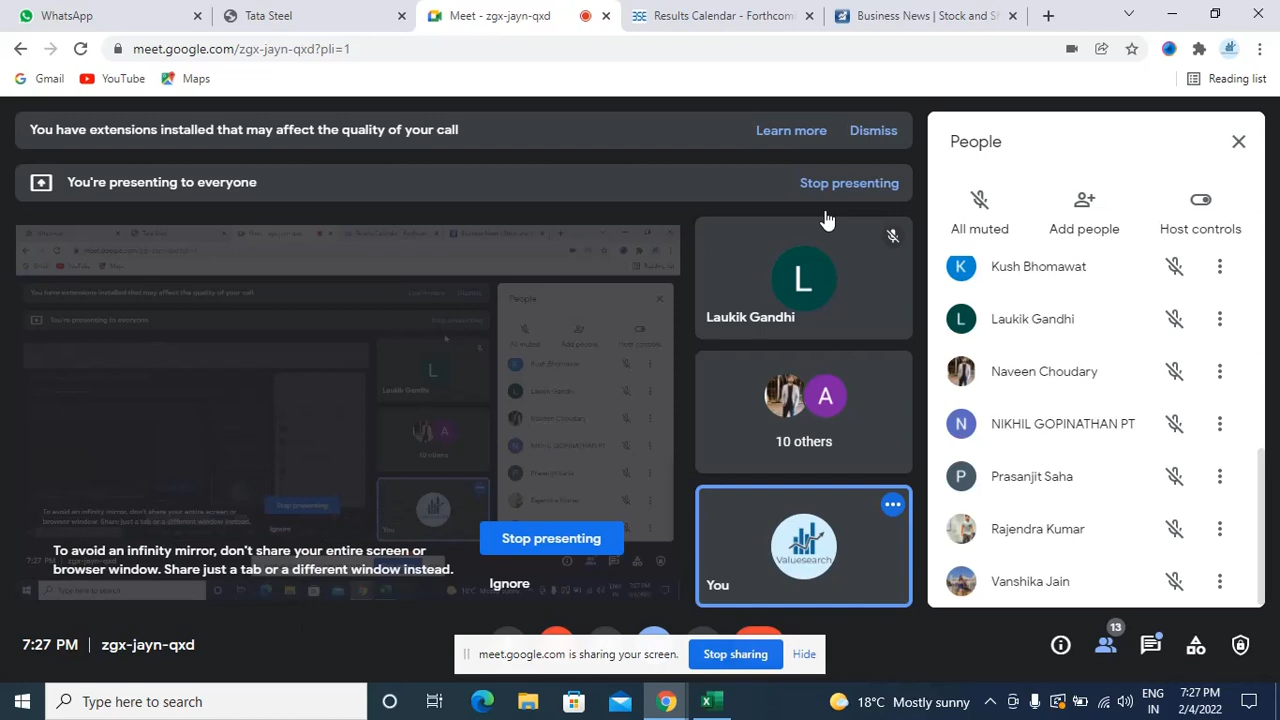 WhatsApp
Tata Steel
Meet - zgx-jayn-qxd
Results Calendar - Forthcom
Business News | Stock and S
meet.google.com/zgx-jayn-qxd?pli=1
Gmail
YouTube
Maps
Reading list
You have extensions installed that may affect the quality of your call
Learn more
Dismiss
You're presenting to everyone
Stop presenting
People
All muted
Add people
Host controls
Kush Bhomawat
Laukik Gandhi
Naveen Choudary
NIKHIL GOPINATHAN PT
Prasanjit Saha
Rajendra Kumar
Vanshika Jain
L
Laukik Gandhi
A
10 others
Valuesearch
You
K
L
N
P
To avoid an infinity mirror, don't share your entire screen or
browser window. Share just a tab or a different window instead.
Stop presenting
Ignore
7:27 PM | zgx-jayn-qxd
13
meet.google.com is sharing your screen.
Stop sharing
Hide
Type here to search
18°C Mostly sunny
ENG
IN
7:27 PM
2/4/2022